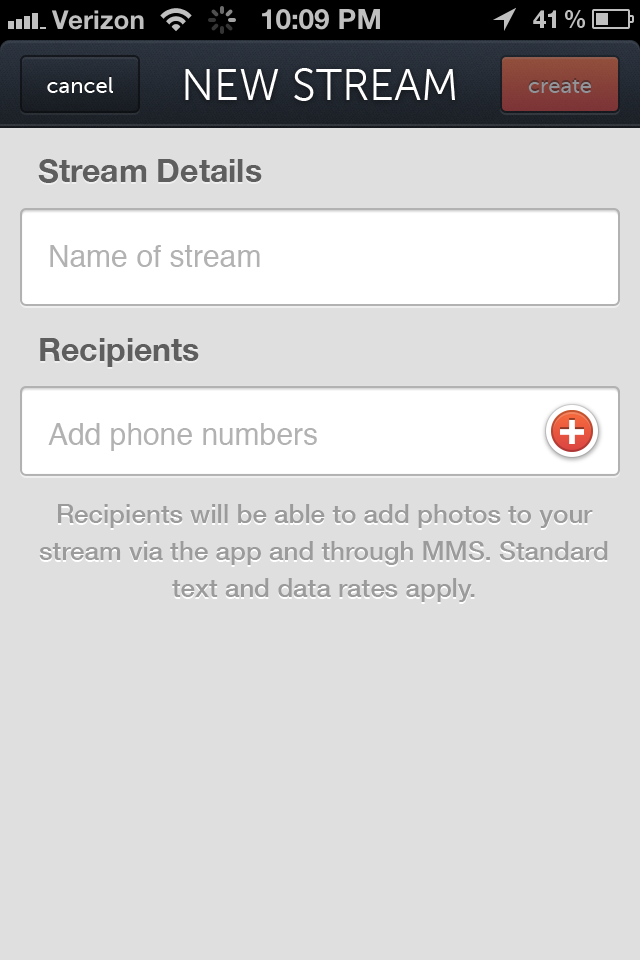 Verizon 10:09 PM 41 %
cancel NEW STREAM create
Stream Details
Name of stream
Recipients
Add phone numbers
Recipients will be able to add photos to your
stream via the app and through MMS. Standard
text and data rates apply.